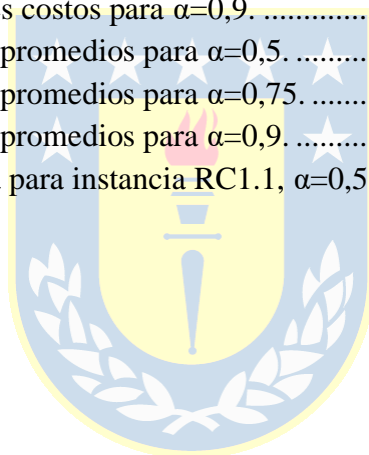 s costos para α=0,9. .............
promedios para α=0,5. .........
promedios para α=0,75. .......
promedios para α=0,9. .........
para instancia RC1.1, α=0,5